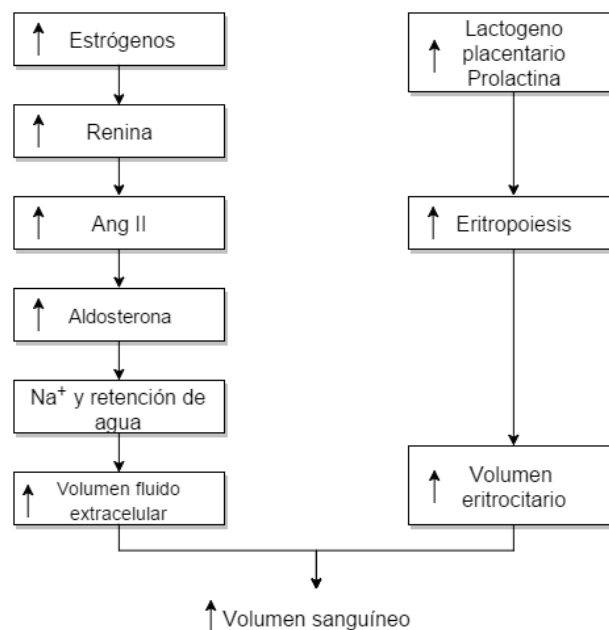 Estrógenos
Renina
Ang II
Aldosterona
Na⁺ y retención de
agua
Volumen fluido
extracelular
Lactogeno
placentario
Prolactina
Eritropoiesis
Volumen
eritrocitario
Volumen sanguíneo